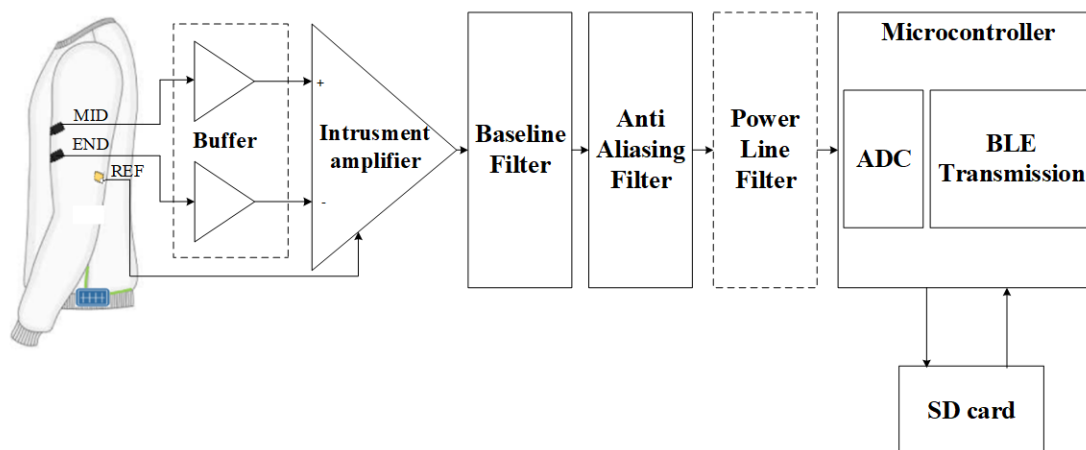 MID
END
REF
Buffer
+
-
Intrusment
amplifier
Baseline
Filter
Anti
Aliasing
Filter
Power
Line
Filter
Microcontroller
ADC
BLE
Transmission
SD card